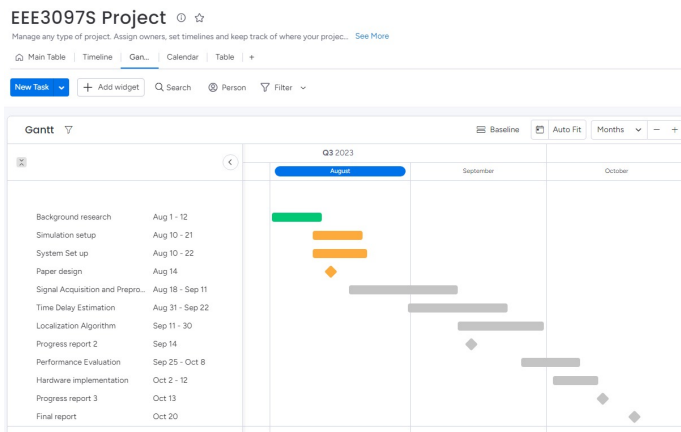 EEE3097S Project
Manage any type of project. Assign owners, set timelines and keep track of where your projec... See More
Main Table Timeline Gan... Calendar Table +
New Task + Add widget Search Person Filter
Gantt Baseline Auto Fit Months − +
Q3 2023
August September October
Background research Aug 1 - 12
Simulation setup Aug 10 - 21
System Set up Aug 10 - 22
Paper design Aug 14
Signal Acquisition and Prepro... Aug 18 - Sep 11
Time Delay Estimation Aug 31 - Sep 22
Localization Algorithm Sep 11 - 30
Progress report 2 Sep 14
Performance Evaluation Sep 25 - Oct 8
Hardware implementation Oct 2 - 12
Progress report 3 Oct 13
Final report Oct 20